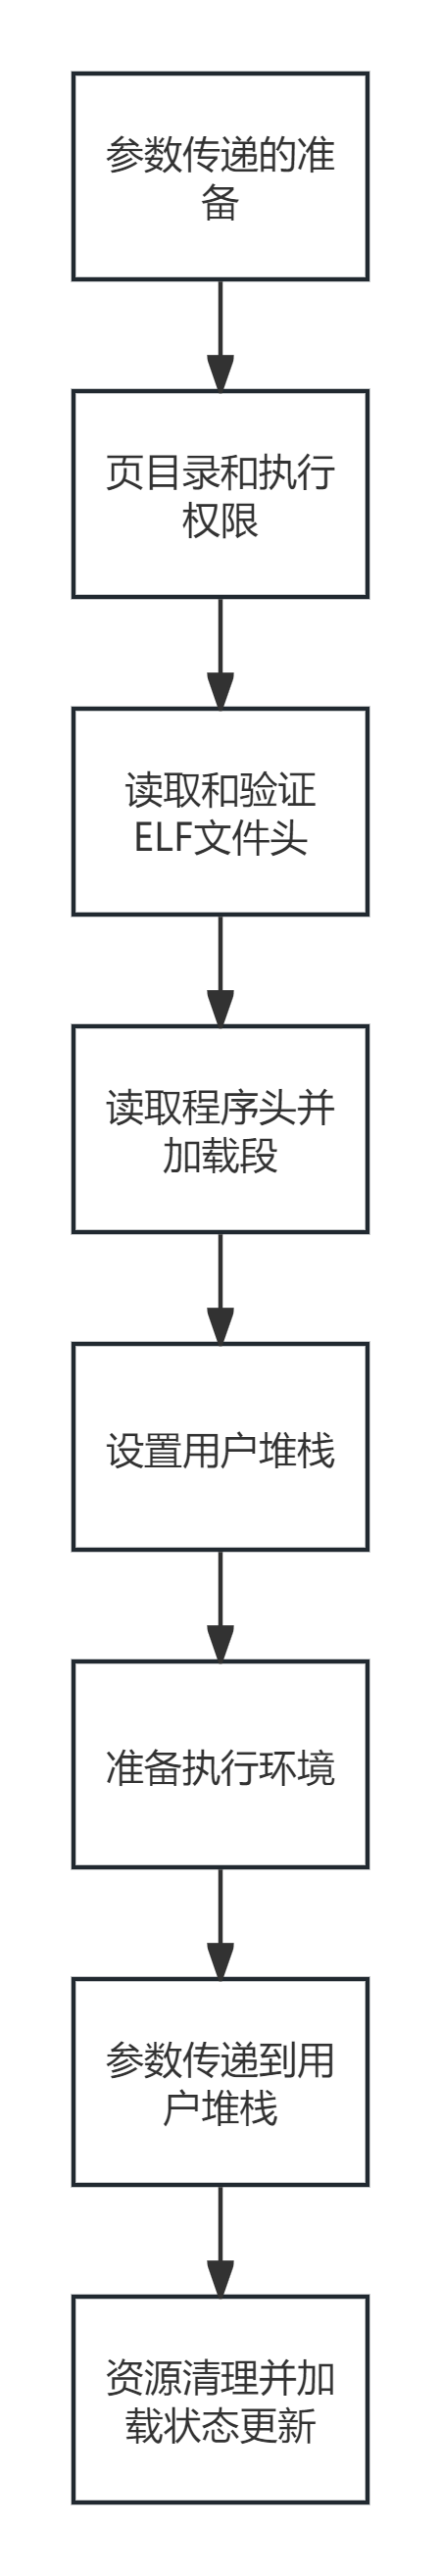 参数传递的准
备
页目录和执行
权限
读取和验证
ELF文件头
读取程序头并
加载段
设置用户堆栈
准备执行环境
参数传递到用
户堆栈
资源清理并加
载状态更新